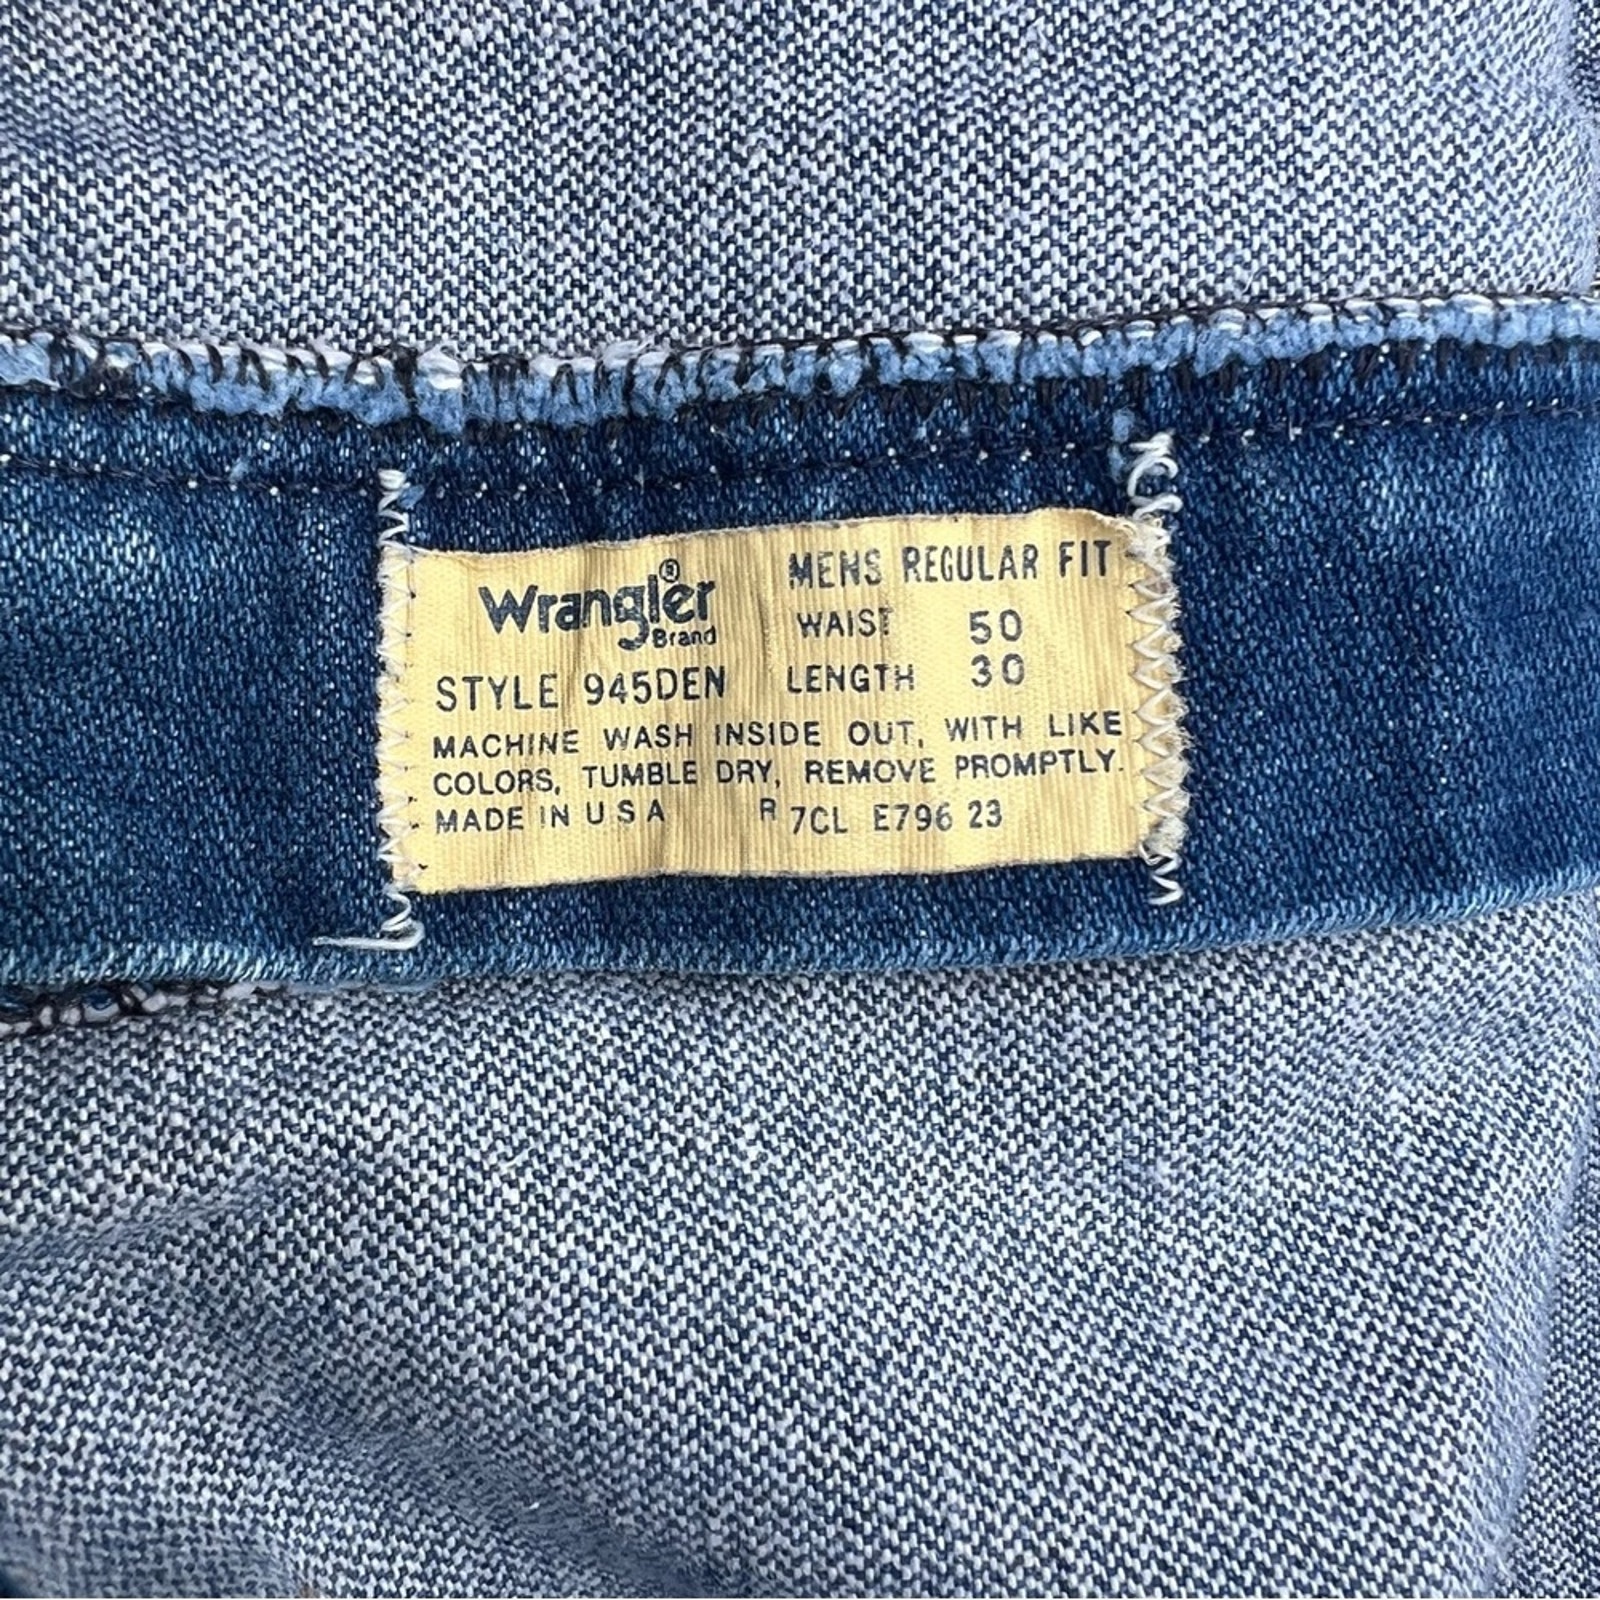 Wrangler®
Brand
MENS REGULAR FIT
WAIST 50
STYLE 945DEN LENGTH 30
MACHINE WASH INSIDE OUT, WITH LIKE
COLORS, TUMBLE DRY, REMOVE PROMPTLY.
MADE IN U S A R 7CL E796 23